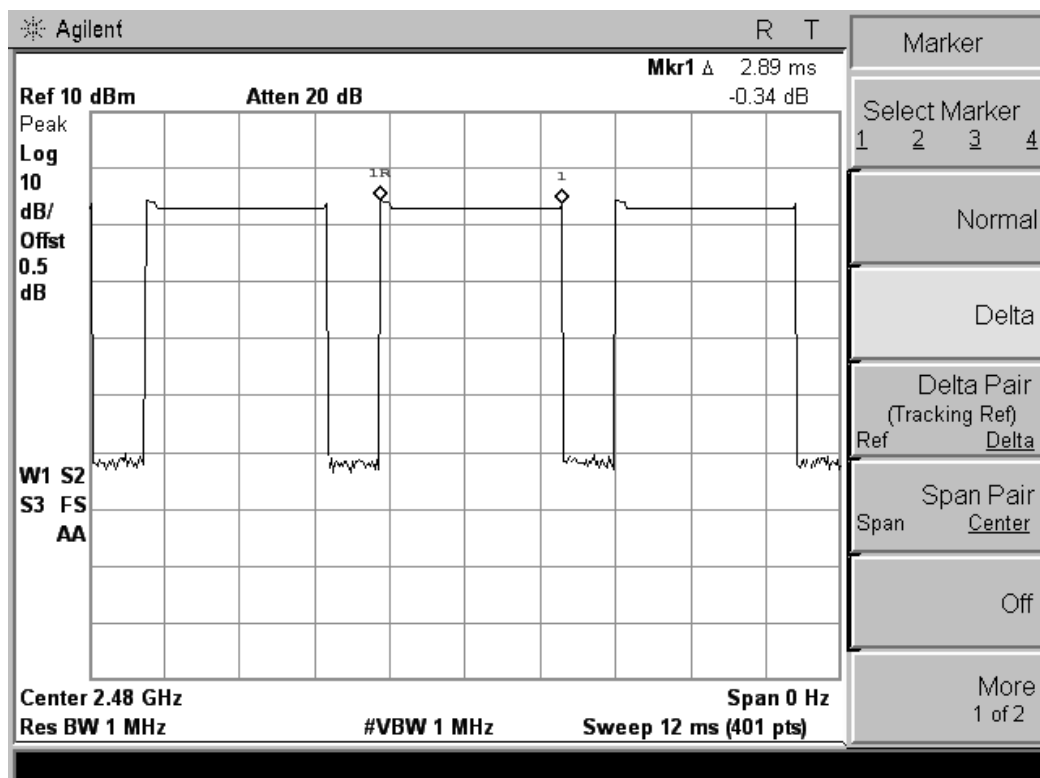 Agilent R T
Mkr1 Δ 2.89 ms
Ref 10 dBm Atten 20 dB -0.34 dB
Peak
Log
10
dB/
Offst
0.5
dB
1R
1
W1 S2
S3 FS
AA
Center 2.48 GHz Span 0 Hz
Res BW 1 MHz #VBW 1 MHz Sweep 12 ms (401 pts)
Marker
Select Marker
1 2 3 4
Normal
Delta
Delta Pair
(Tracking Ref)
Ref Delta
Span Pair
Span Center
Off
More
1 of 2